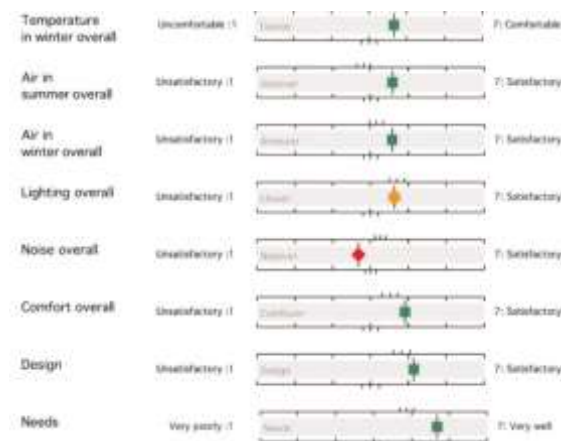 Temperature
in winter overall
Uncomfortable :1
7: Comfortable
Air in
summer overall
Unsatisfactory :1
7: Satisfactory
Air in
winter overall
Unsatisfactory :1
7: Satisfactory
Lighting overall
Unsatisfactory :1
7: Satisfactory
Noise overall
Unsatisfactory :1
7: Satisfactory
Comfort overall
Unsatisfactory :1
7: Satisfactory
Design
Unsatisfactory :1
Design
7: Satisfactory
Needs
Very poorly :1
Needs
7: Very well